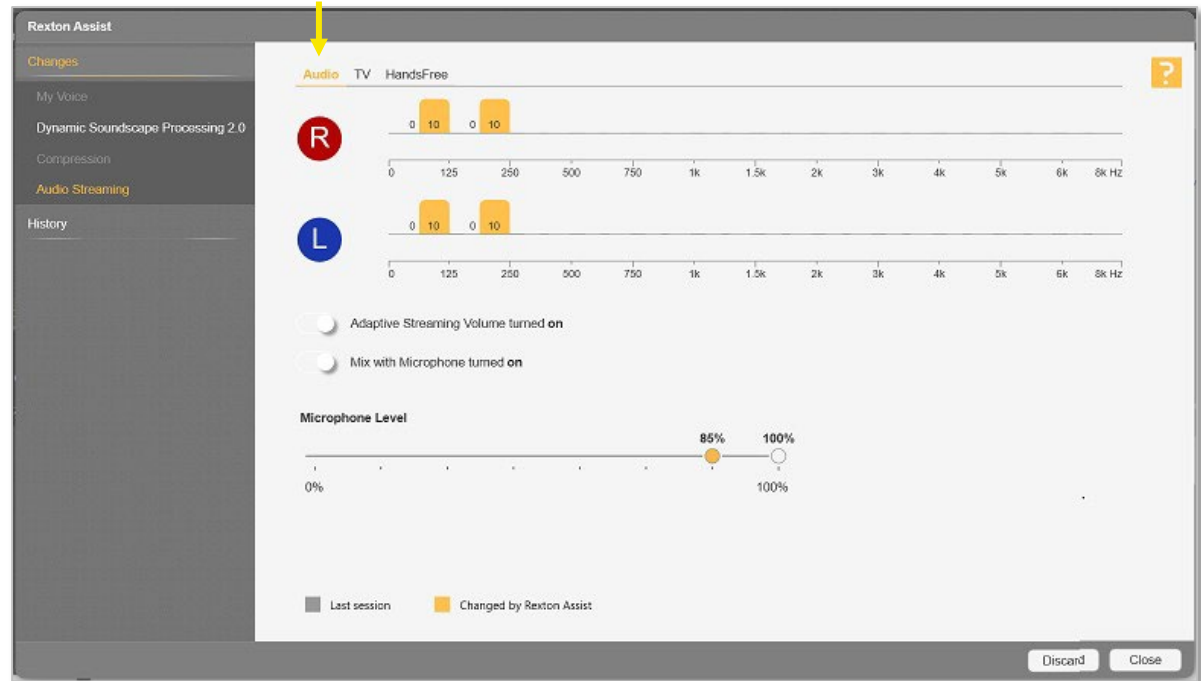 Rexton Assist
Changes
My Voice
Dynamic Soundscape Processing 2.0
Compression
Audio Streaming
History
Audio TV HandsFree
?
R
0 10 0 10
0 125 250 500 750 1k 1.5k 2k 3k 4k 5k 6k 8k Hz
L
0 10 0 10
0 125 250 500 750 1k 1.5k 2k 3k 4k 5k 6k 8k Hz
Adaptive Streaming Volume turned on
Mix with Microphone turned on
Microphone Level
85% 100%
0% 100%
Last session Changed by Rexton Assist
Discard Close